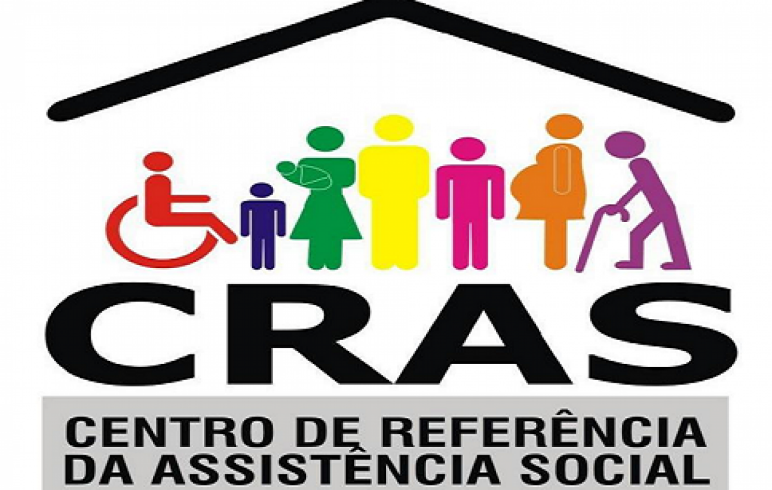 CRAS
CENTRO DE REFERÊNCIA
DA ASSISTÊNCIA SOCIAL